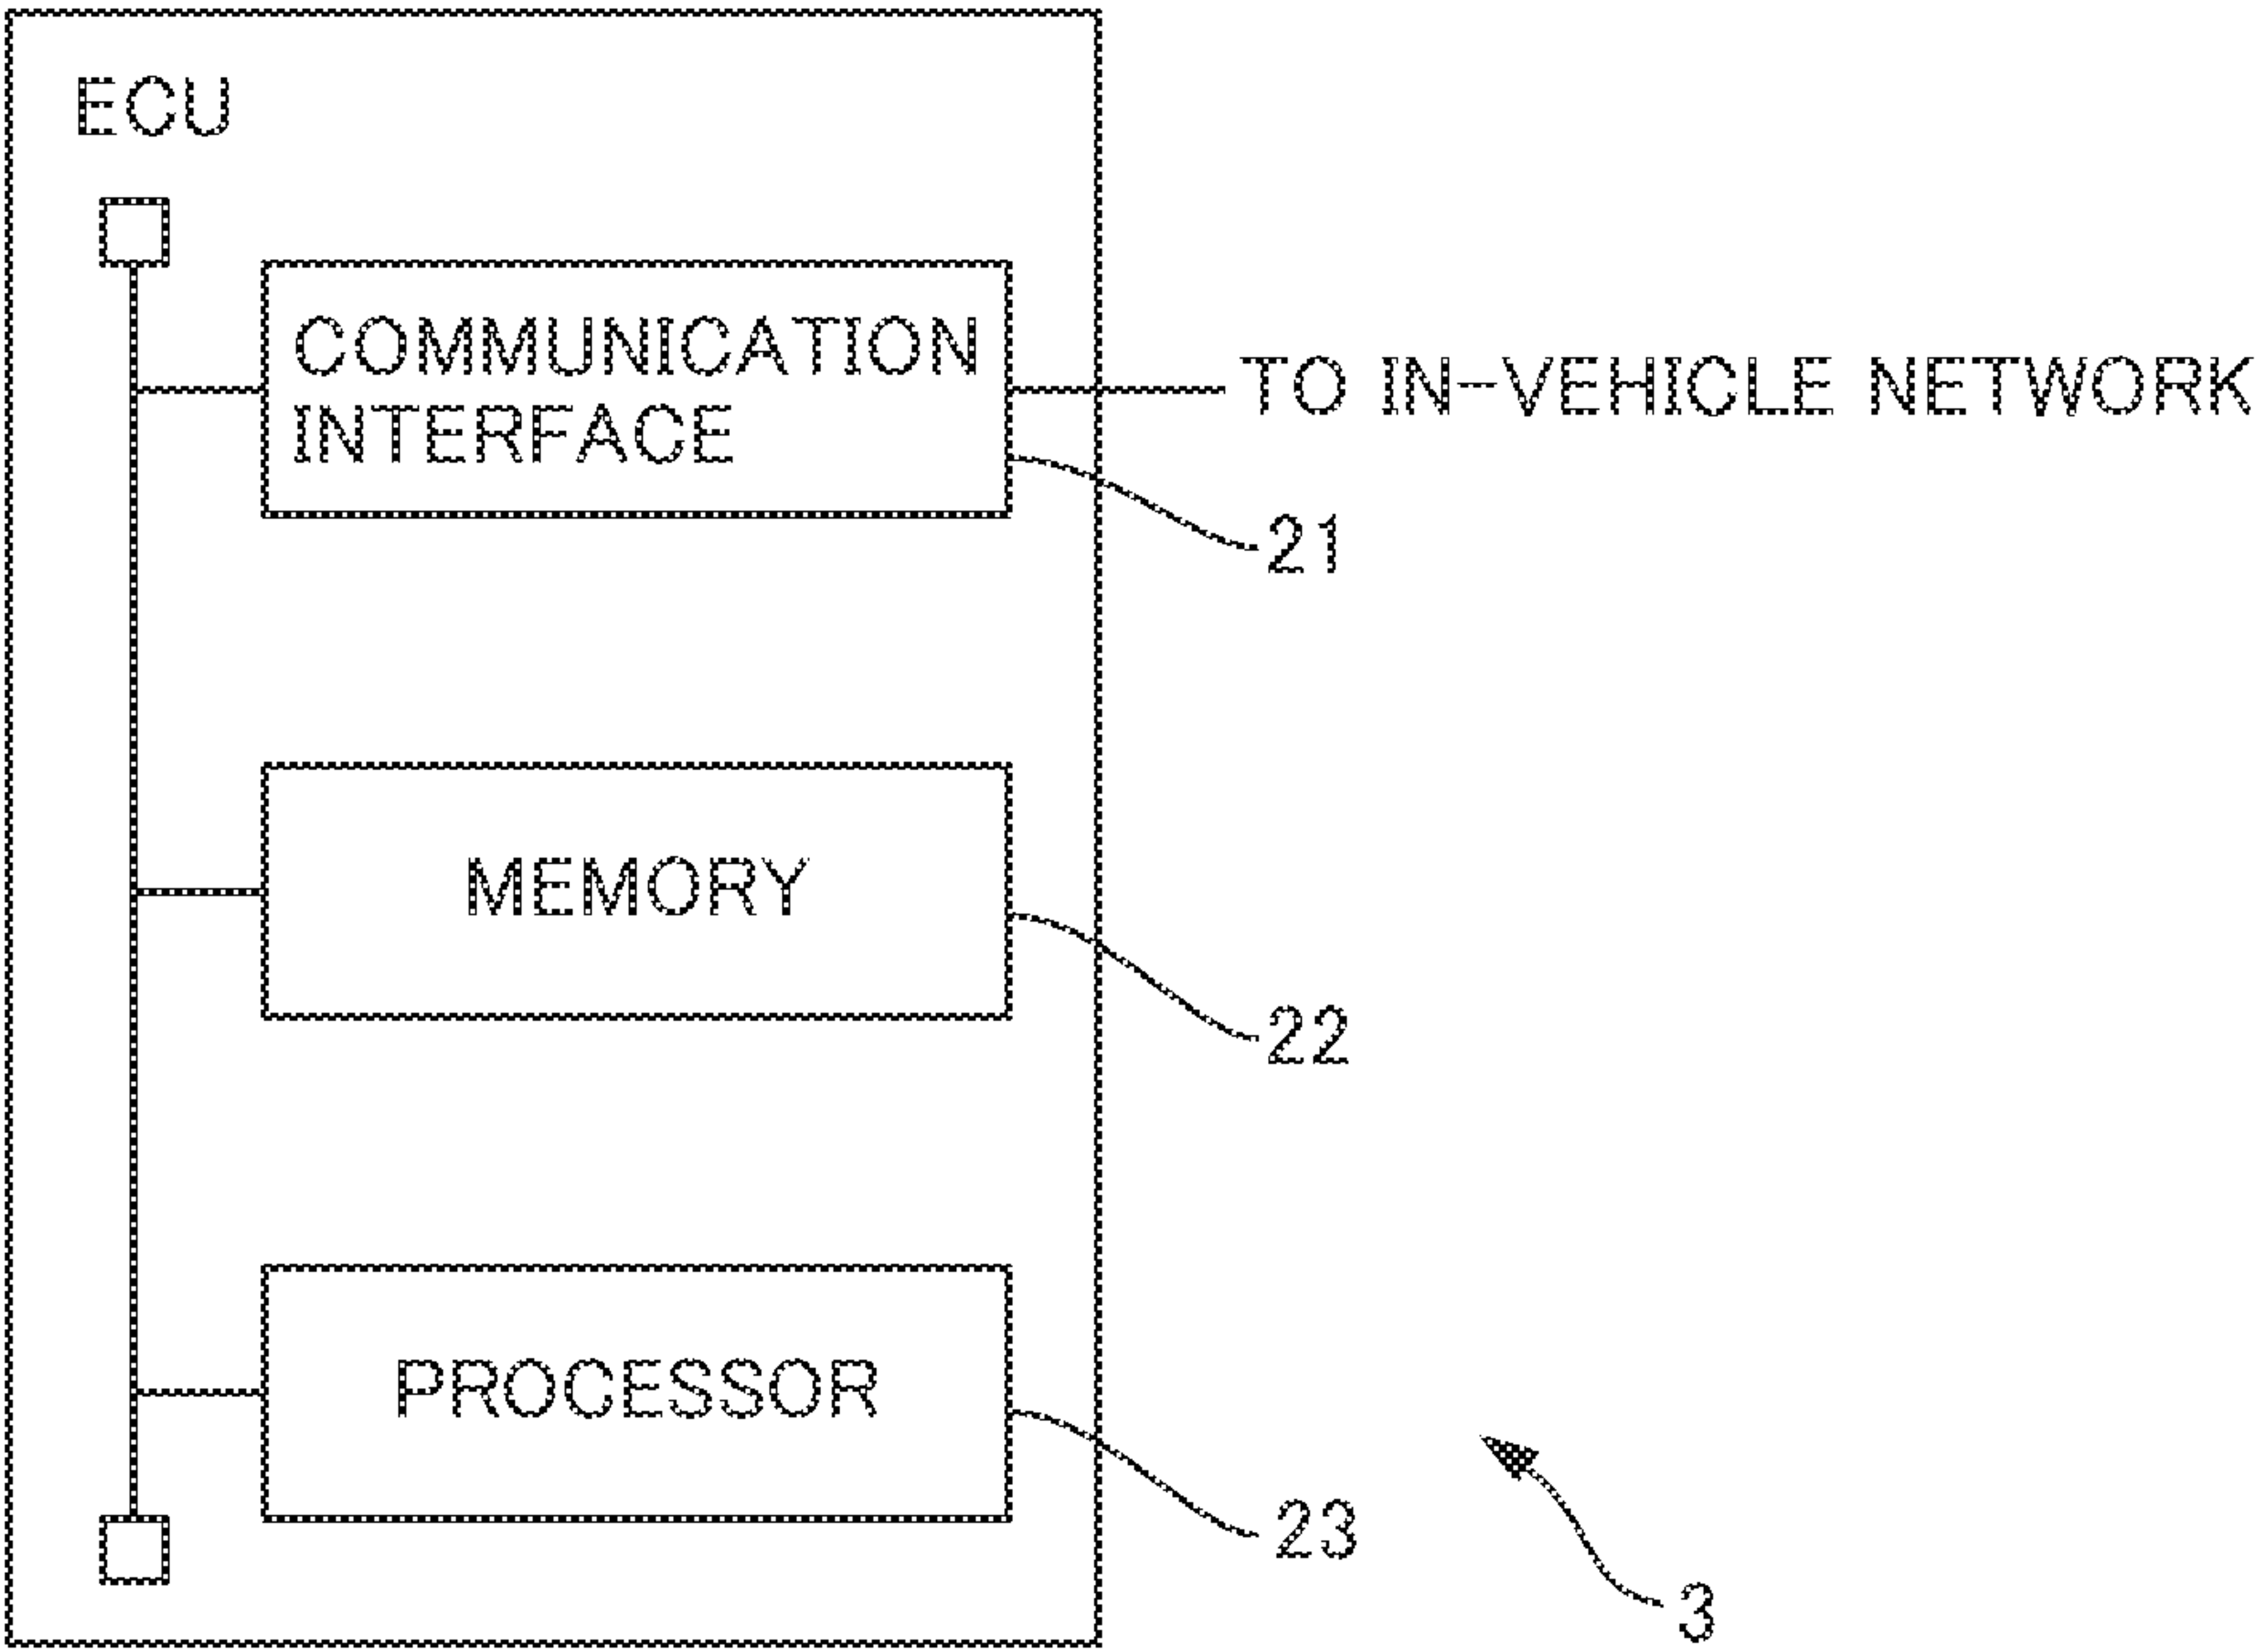 ECU
COMMUNICATION
INTERFACE
TO IN-VEHICLE NETWORK
21
MEMORY
22
PROCESSOR
23
3